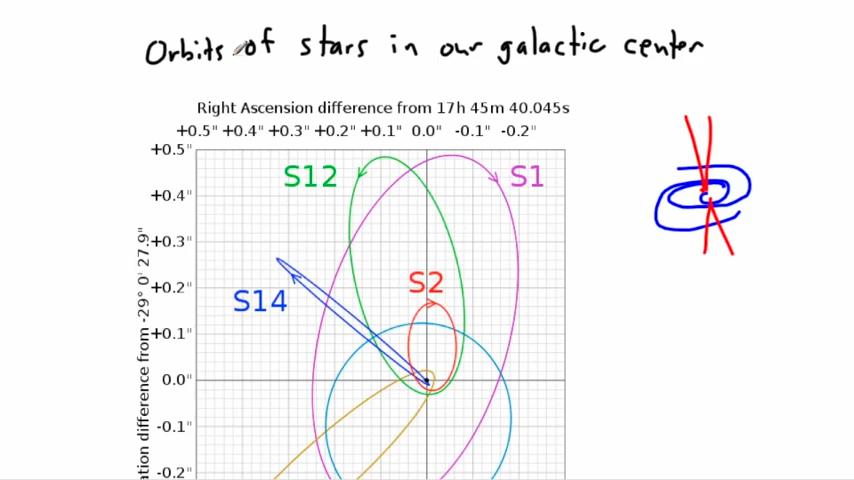 Orbits of stars in our galactic center
Right Ascension difference from 17h 45m 40.045s
+0.5" +0.4" +0.3" +0.2" +0.1" 0.0" -0.1" -0.2"
+0.5"
S12
S1
+0.4"
+0.3"
S2
+0.2"
S14
+0.1"
0.0"
-0.1"
-0.2"
ation difference from -29° 0' 27.9"